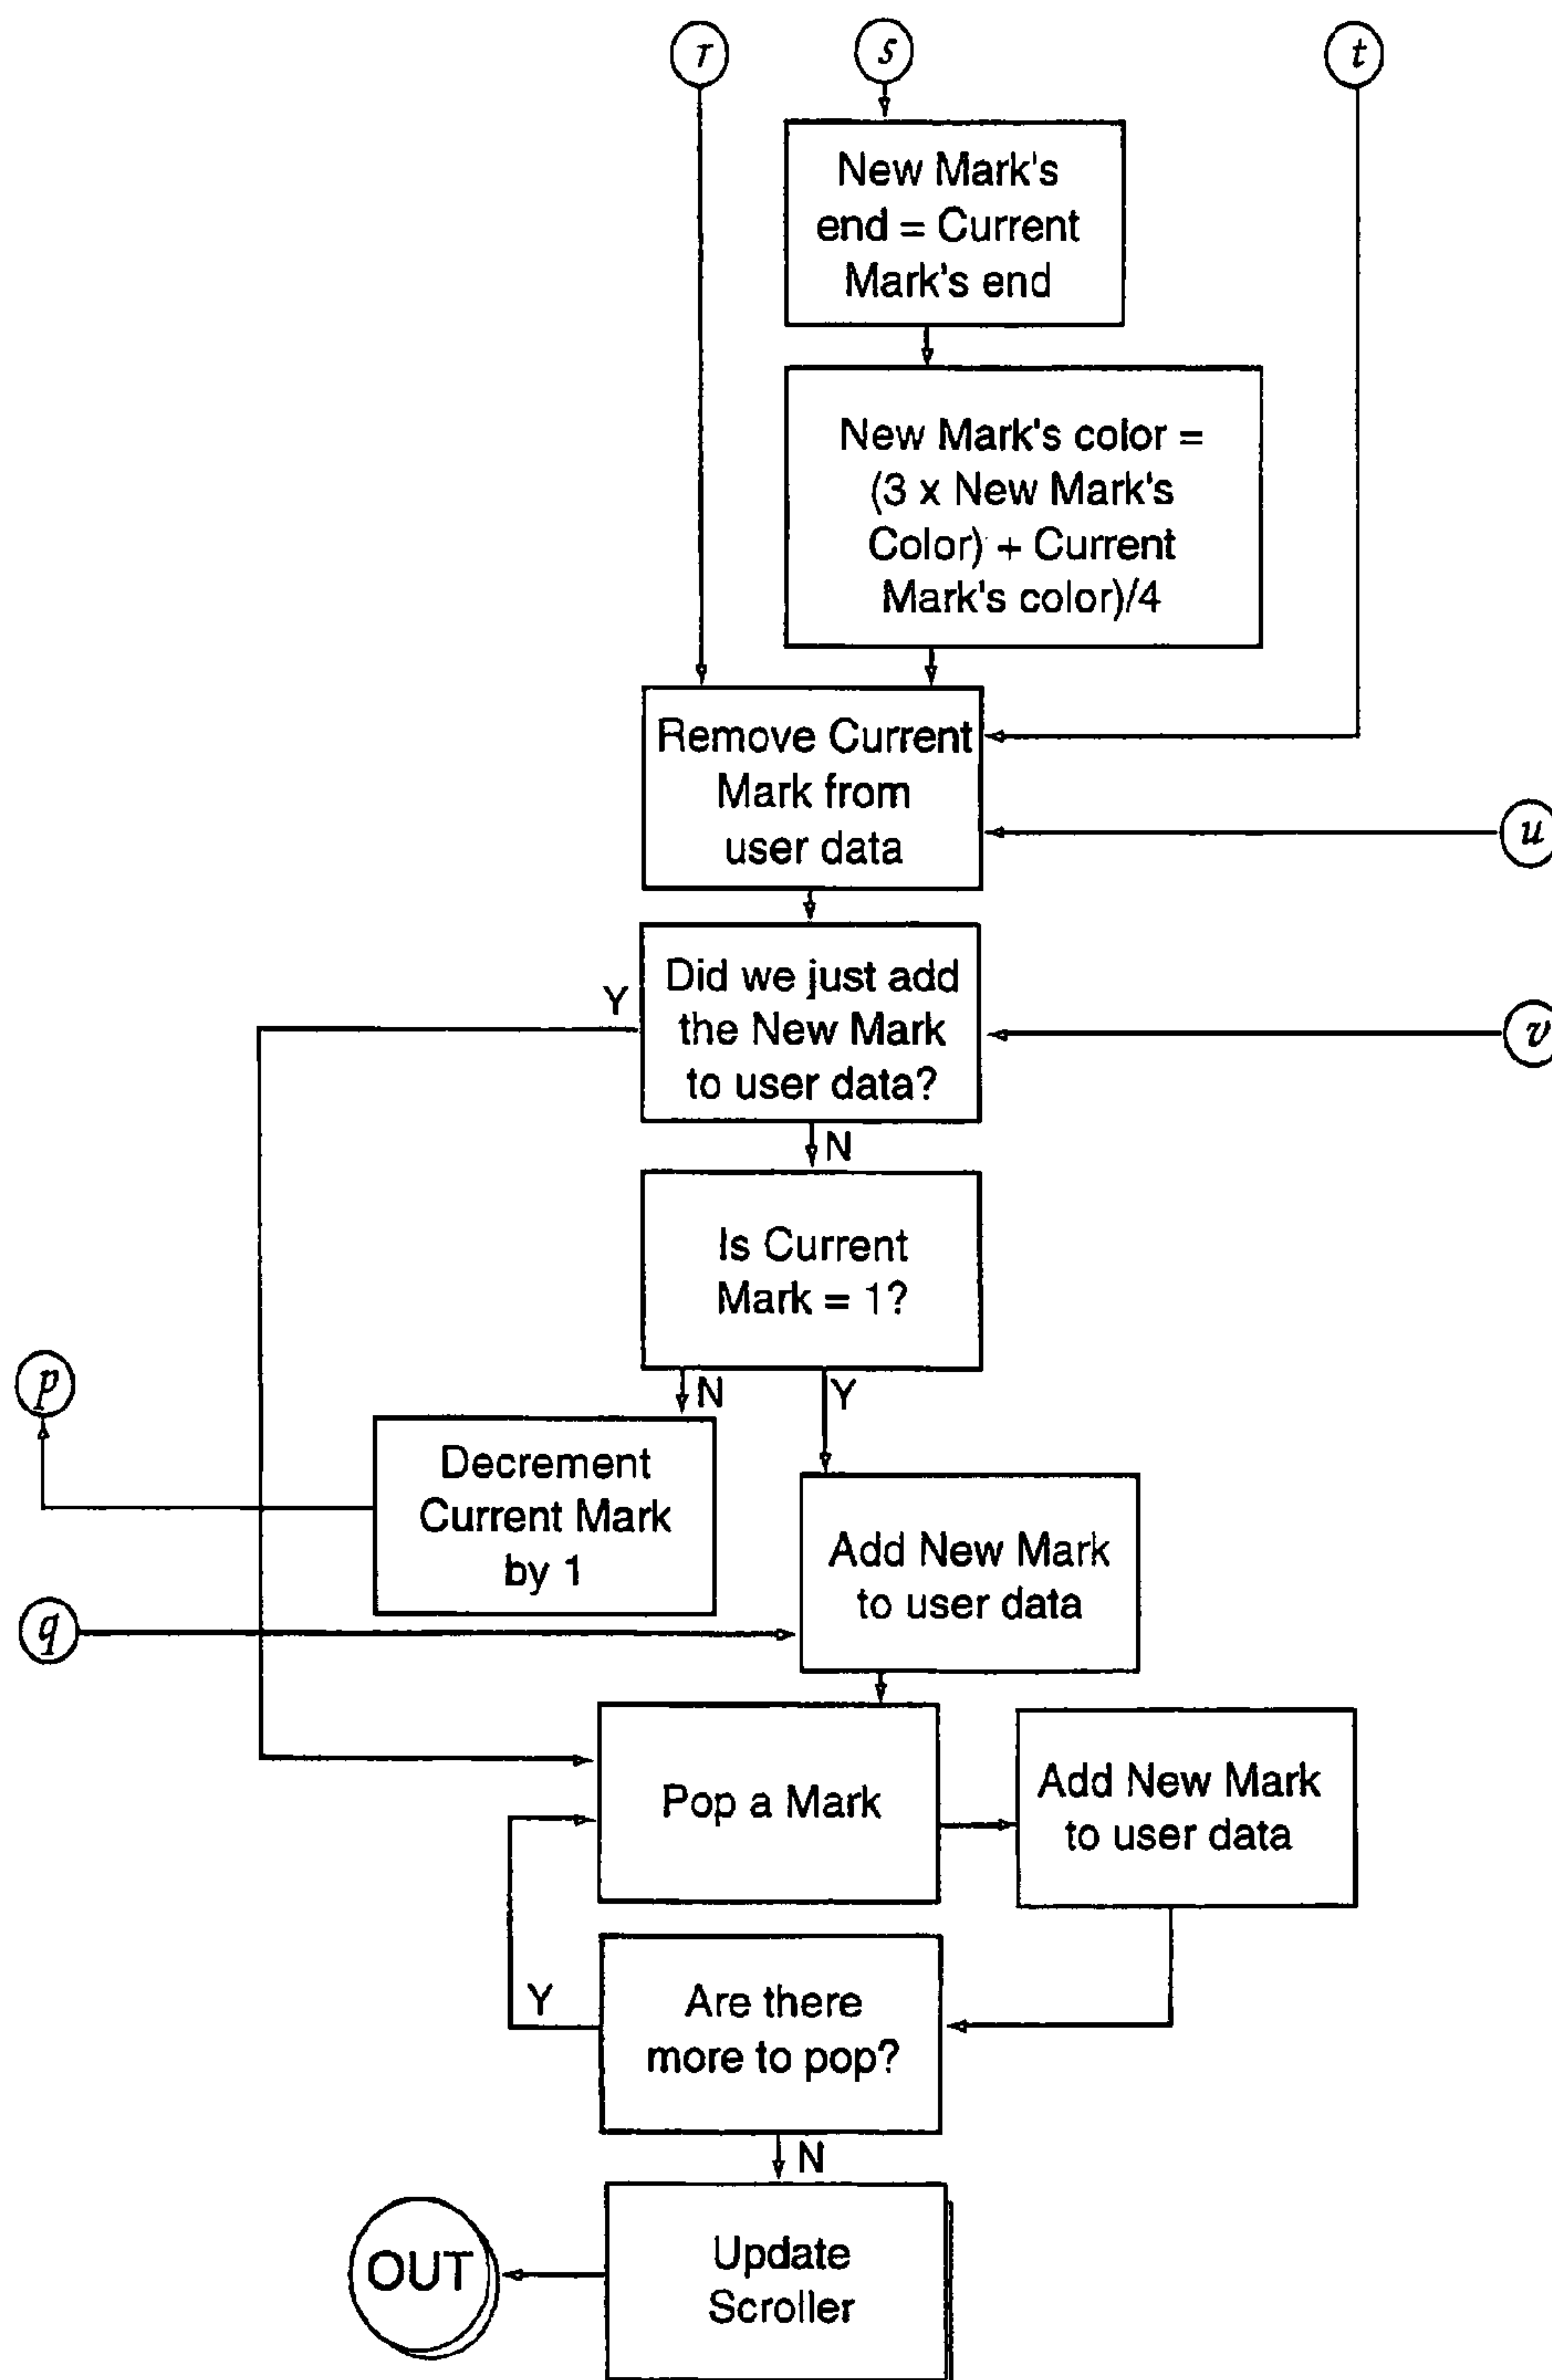 r
s
t
New Mark's
end = Current
Mark's end
New Mark's color =
(3 x New Mark's
Color) + Current
Mark's color)/4
Remove Current
Mark from
user data
u
Did we just add
the New Mark
to user data?
Y
v
N
Is Current
Mark = 1?
p
N
Y
Decrement
Current Mark
by 1
Add New Mark
to user data
q
Pop a Mark
Add New Mark
to user data
Are there
more to pop?
Y
N
OUT
Update
Scroller